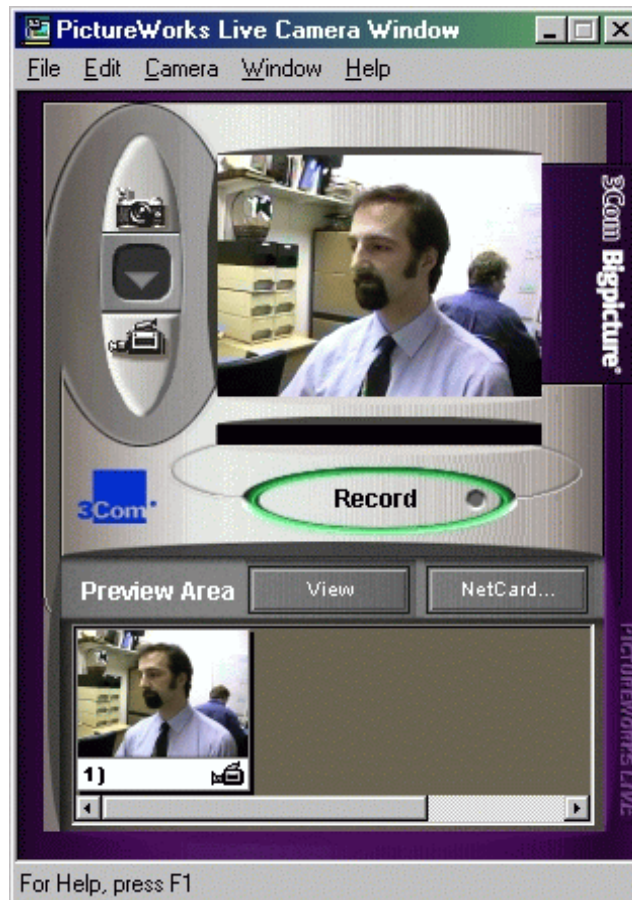 PictureWorks Live Camera Window
File Edit Camera Window Help
3Com Bigpicture®
3Com®
Record
Preview Area
View
NetCard...
1)
PICTUREWORKS LIVE
For Help, press F1